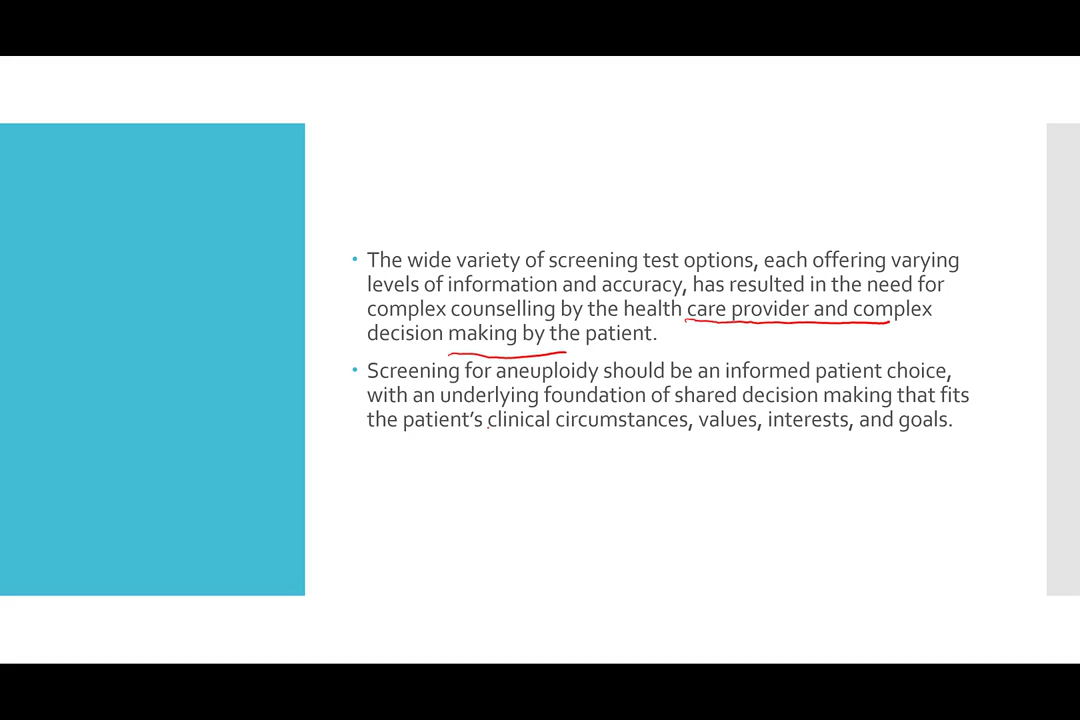 • The wide variety of screening test options, each offering varying
levels of information and accuracy, has resulted in the need for
complex counselling by the health care provider and complex
decision making by the patient.
• Screening for aneuploidy should be an informed patient choice,
with an underlying foundation of shared decision making that fits
the patient’s clinical circumstances, values, interests, and goals.